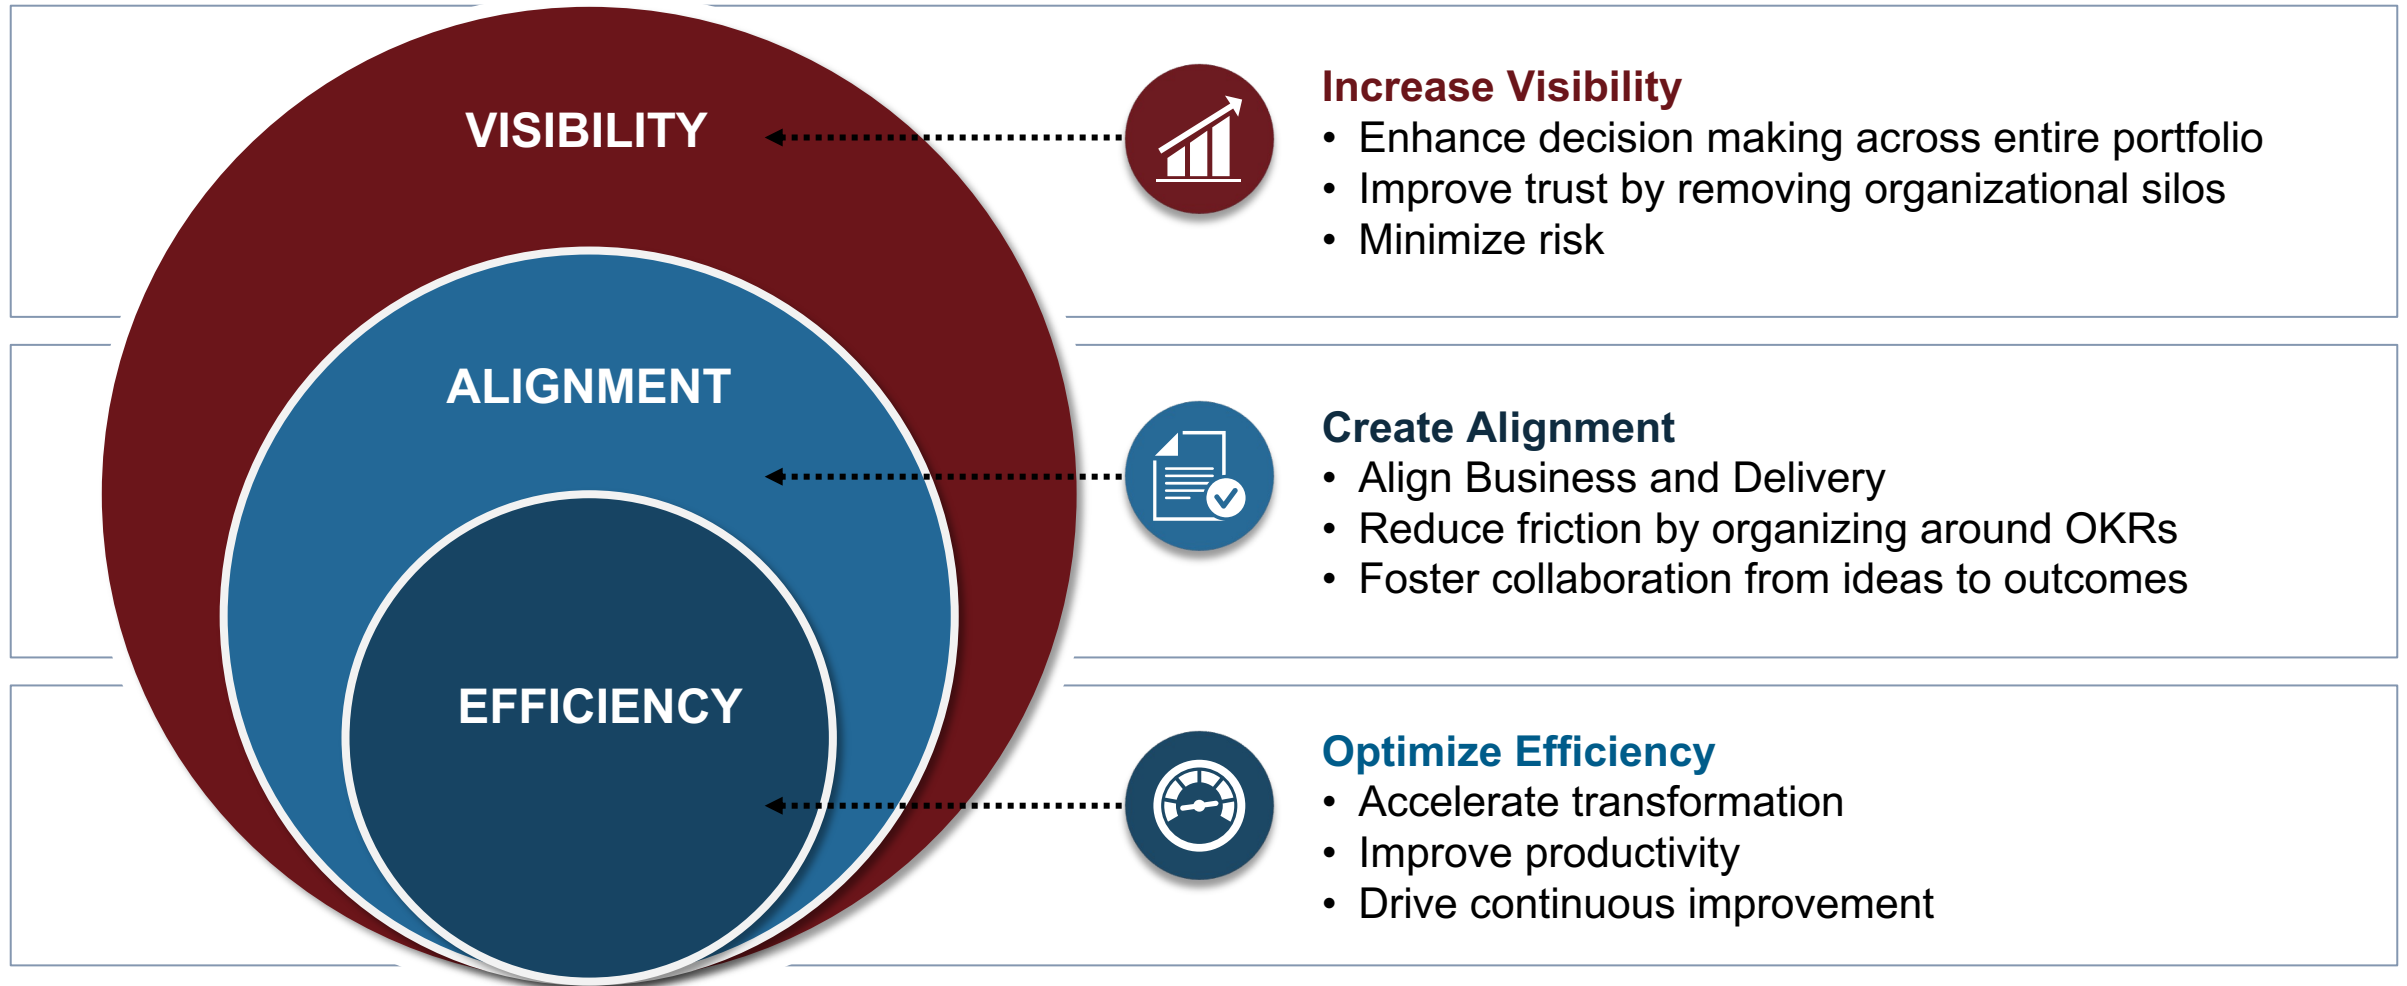 VISIBILITY
Increase Visibility
• Enhance decision making across entire portfolio
• Improve trust by removing organizational silos
• Minimize risk
ALIGNMENT
Create Alignment
• Align Business and Delivery
• Reduce friction by organizing around OKRs
• Foster collaboration from ideas to outcomes
EFFICIENCY
Optimize Efficiency
• Accelerate transformation
• Improve productivity
• Drive continuous improvement